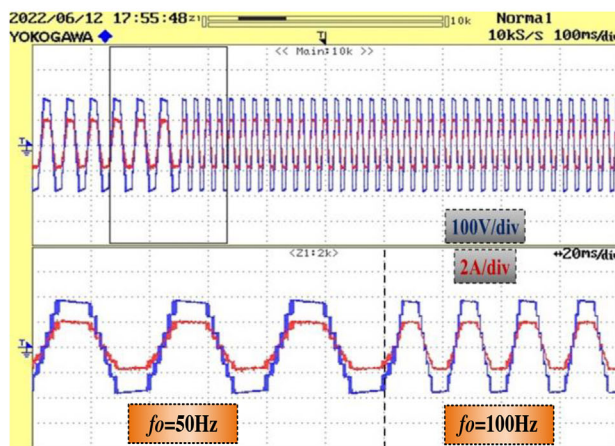 2022/06/12 17:55:48 Z1 10k Normal
YOKOGAWA 10kS/s 100ms/div
<< Main:10k >>
100V/div
<Z1:2k> 2A/div ↔20ms/div
fo=50Hz fo=100Hz